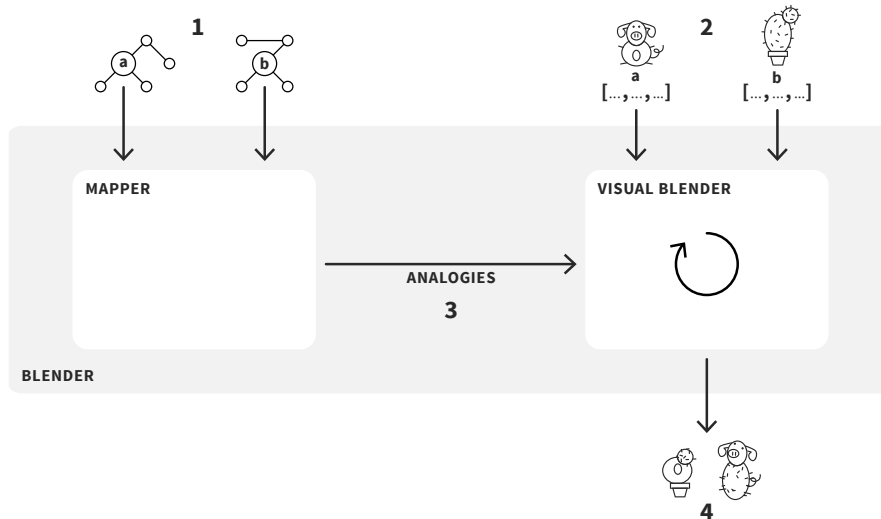 1
2
a
b
a
b
[...,...,...]
[...,...,...]
MAPPER
VISUAL BLENDER
ANALOGIES
3
BLENDER
4